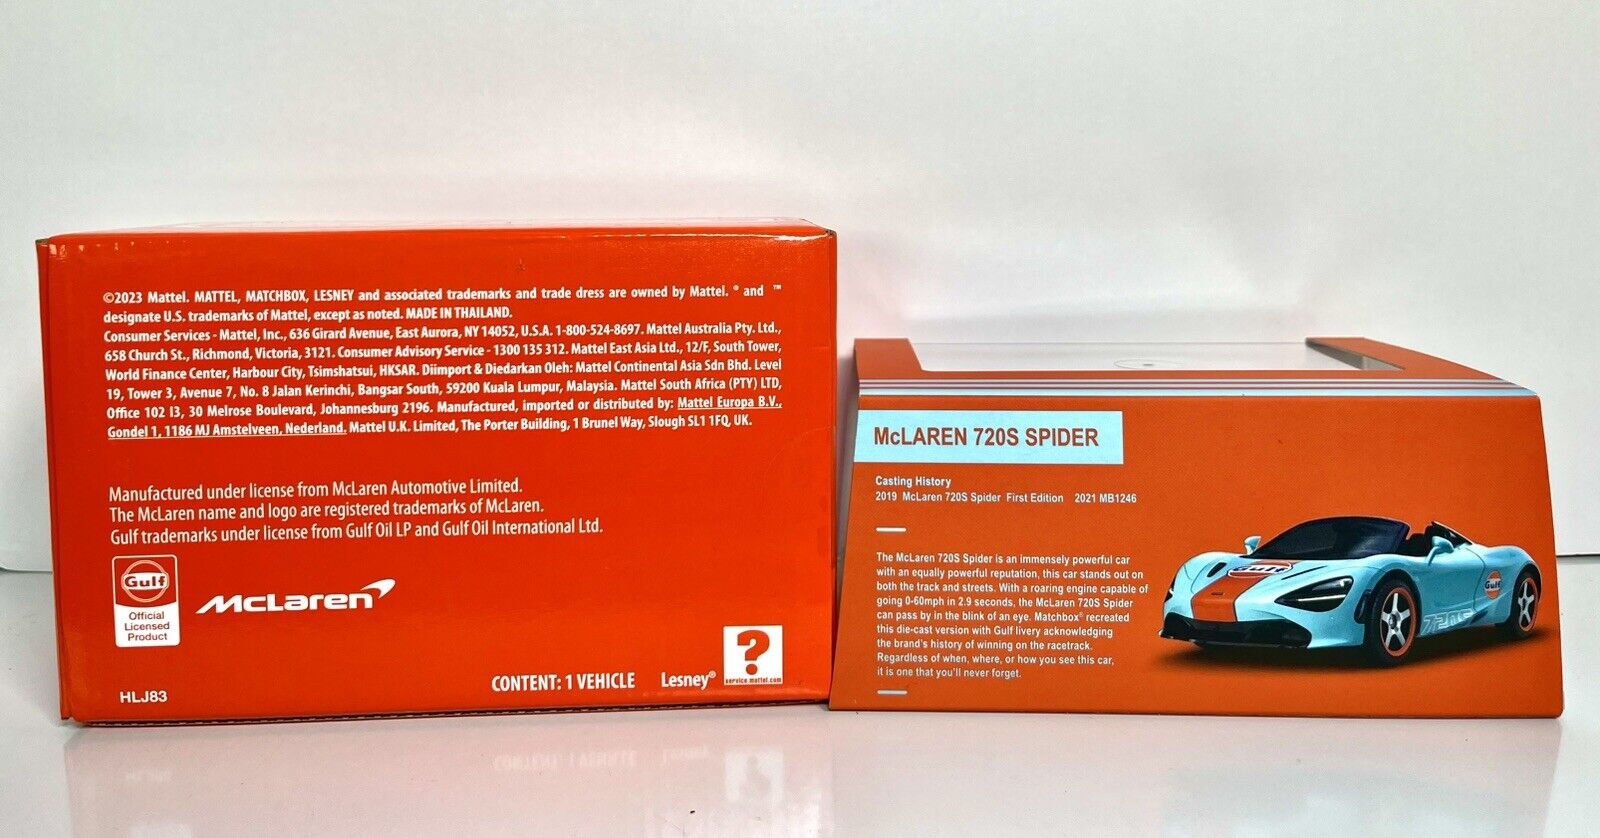 ©2023 Mattel. MATTEL, MATCHBOX, LESNEY and associated trademarks and trade dress are owned by Mattel. ® and ™
designate U.S. trademarks of Mattel, except as noted. MADE IN THAILAND.
Consumer Services - Mattel, Inc., 636 Girard Avenue, East Aurora, NY 14052, U.S.A. 1-800-524-8697. Mattel Australia Pty. Ltd.,
658 Church St., Richmond, Victoria, 3121. Consumer Advisory Service - 1300 135 312. Mattel East Asia Ltd., 12/F, South Tower,
World Finance Center, Harbour City, Tsimshatsui, HKSAR. Diimport & Diedarkan Oleh: Mattel Continental Asia Sdn Bhd. Level
19, Tower 3, Avenue 7, No. 8 Jalan Kerinchi, Bangsar South, 59200 Kuala Lumpur, Malaysia. Mattel South Africa (PTY) LTD,
Office 102 I3, 30 Melrose Boulevard, Johannesburg 2196. Manufactured, imported or distributed by: Mattel Europa B.V.,
Gondel 1, 1186 MJ Amstelveen, Nederland. Mattel U.K. Limited, The Porter Building, 1 Brunel Way, Slough SL1 1FQ, UK.
Manufactured under license from McLaren Automotive Limited.
The McLaren name and logo are registered trademarks of McLaren.
Gulf trademarks under license from Gulf Oil LP and Gulf Oil International Ltd.
Gulf
Official
Licensed
Product
McLaren
HLJ83
CONTENT: 1 VEHICLE
Lesney®
?
service.mattel.com
McLAREN 720S SPIDER
Casting History
2019 McLaren 720S Spider First Edition 2021 MB1246
The McLaren 720S Spider is an immensely powerful car
with an equally powerful reputation, this car stands out on
both the track and streets. With a roaring engine capable of
going 0-60mph in 2.9 seconds, the McLaren 720S Spider
can pass by in the blink of an eye. Matchbox® recreated
this die-cast version with Gulf livery acknowledging
the brand's history of winning on the racetrack.
Regardless of when, where, or how you see this car,
it is one that you'll never forget.
Gulf
Gulf
720S